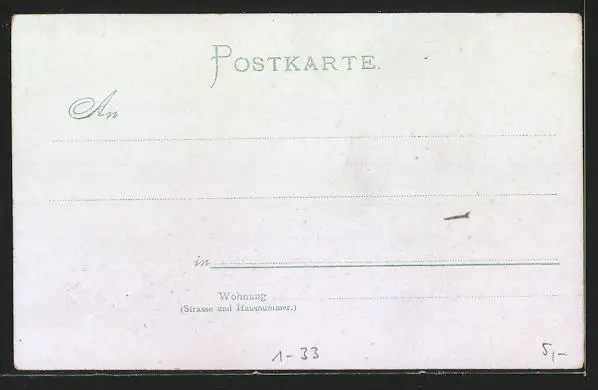 POSTKARTE.
An
in
Wohnung
(Strasse und Hausnummer.)
1-33
5,-